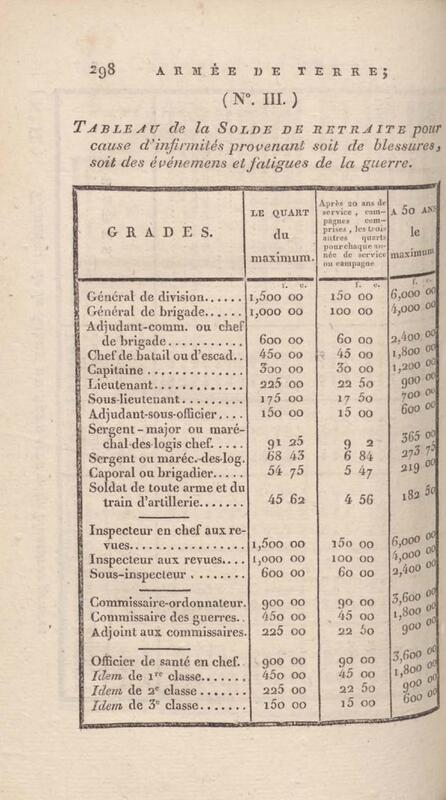 298 ARMÉE DE TERRE;
(N°. III.)
TABLEAU de la SOLDE DE RETRAITE pour
cause d'infirmités provenant soit de blessures,
soit des événemens et fatigues de la guerre.
GRADES.
LE QUART
du
maximum.
Après 20 ans de
service, cam-
pagnes com-
prises, les trois
autres quarts
pour chaque an-
née de service
ou campagne
A 50 ANS
le
maximum
f. c. f. c. f. c.
Général de division...... 1,500 00 150 00 6,000 00
Général de brigade....... 1,000 00 100 00 4,000 00
Adjudant-comm. ou chef
de brigade........... 600 00 60 00 2,400 00
Chef de batail ou d'escad.. 450 00 45 00 1,800 00
Capitaine .............. 300 00 30 00 1,200 00
Lieutenant............. 225 00 22 50 900 00
Sous-lieutenant......... 175 00 17 50 700 00
Adjudant-sous-officier.... 150 00 15 00 600 00
Sergent-major ou maré-
chal des logis chef..... 91 25 9 2 365 00
Sergent ou maréc.-des-log. 68 43 6 84 273 75
Caporal ou brigadier..... 54 75 5 47 219 00
Soldat de toute arme et du
train d'artillerie....... 45 62 4 56 182 50
Inspecteur en chef aux re-
vues................ 1,500 00 150 00 6,000 00
Inspecteur aux revues.... 1,000 00 100 00 4,000 00
Sous-inspecteur ........ 600 00 60 00 2,400 00
Commissaire-ordonnateur. 900 00 90 00 3,600 00
Commissaire des guerres.. 450 00 45 00 1,800 00
Adjoint aux commissaires. 225 00 22 50 900 00
Officier de santé en chef. 900 00 90 00 3,600 00
Idem de 1re classe....... 450 00 45 00 1,800 00
Idem de 2e classe ....... 225 00 22 50 900 00
Idem de 3e classe....... 150 00 15 00 600 00